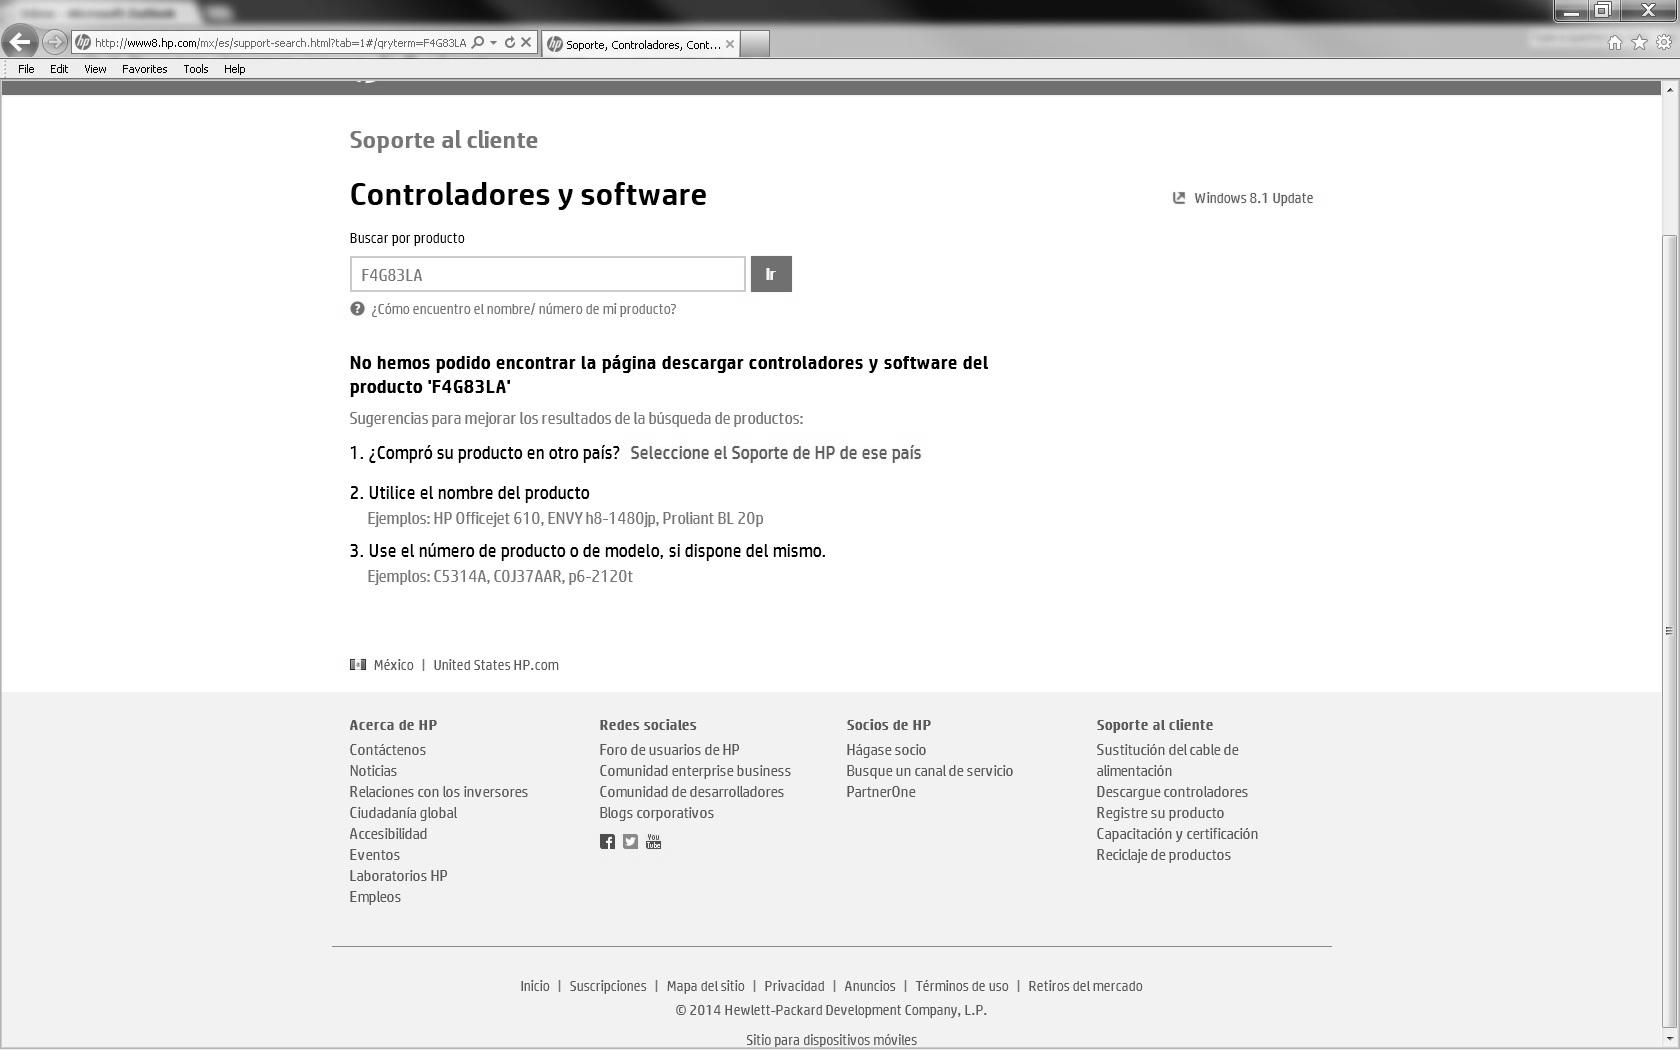 http://www8.hp.com/mx/es/support-search.html?tab=1#/qryterm=F4G83LA
Soporte, Controladores, Cont...
File Edit View Favorites Tools Help
Soporte al cliente
Controladores y software
Windows 8.1 Update
Buscar por producto
F4G83LA
Ir
¿Cómo encuentro el nombre/ número de mi producto?
No hemos podido encontrar la página descargar controladores y software del
producto 'F4G83LA'
Sugerencias para mejorar los resultados de la búsqueda de productos:
1. ¿Compró su producto en otro país? Seleccione el Soporte de HP de ese país
2. Utilice el nombre del producto
Ejemplos: HP Officejet 610, ENVY h8-1480jp, Proliant BL 20p
3. Use el número de producto o de modelo, si dispone del mismo.
Ejemplos: C5314A, C0J37AAR, p6-2120t
México | United States HP.com
Acerca de HP
Contáctenos
Noticias
Relaciones con los inversores
Ciudadanía global
Accesibilidad
Eventos
Laboratorios HP
Empleos
Redes sociales
Foro de usuarios de HP
Comunidad enterprise business
Comunidad de desarrolladores
Blogs corporativos
You
Tube
Socios de HP
Hágase socio
Busque un canal de servicio
PartnerOne
Soporte al cliente
Sustitución del cable de
alimentación
Descargue controladores
Registre su producto
Capacitación y certificación
Reciclaje de productos
Inicio | Suscripciones | Mapa del sitio | Privacidad | Anuncios | Términos de uso | Retiros del mercado
© 2014 Hewlett-Packard Development Company, L.P.
Sitio para dispositivos móviles